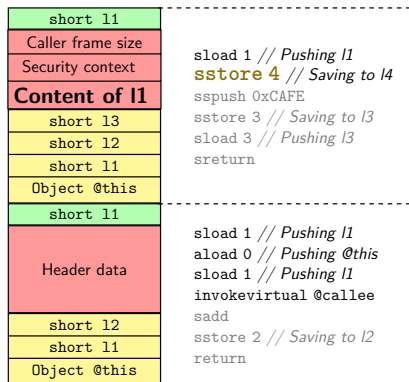 short l1
Caller frame size
Security context
Content of l1
short l3
short l2
short l1
Object @this
short l1
Header data
short l2
short l1
Object @this
sload 1 // Pushing l1
sstore 4 // Saving to l4
sspush 0xCAFE
sstore 3 // Saving to l3
sload 3 // Pushing l3
sreturn
sload 1 // Pushing l1
aload 0 // Pushing @this
sload 1 // Pushing l1
invokevirtual @callee
sadd
sstore 2 // Saving to l2
return